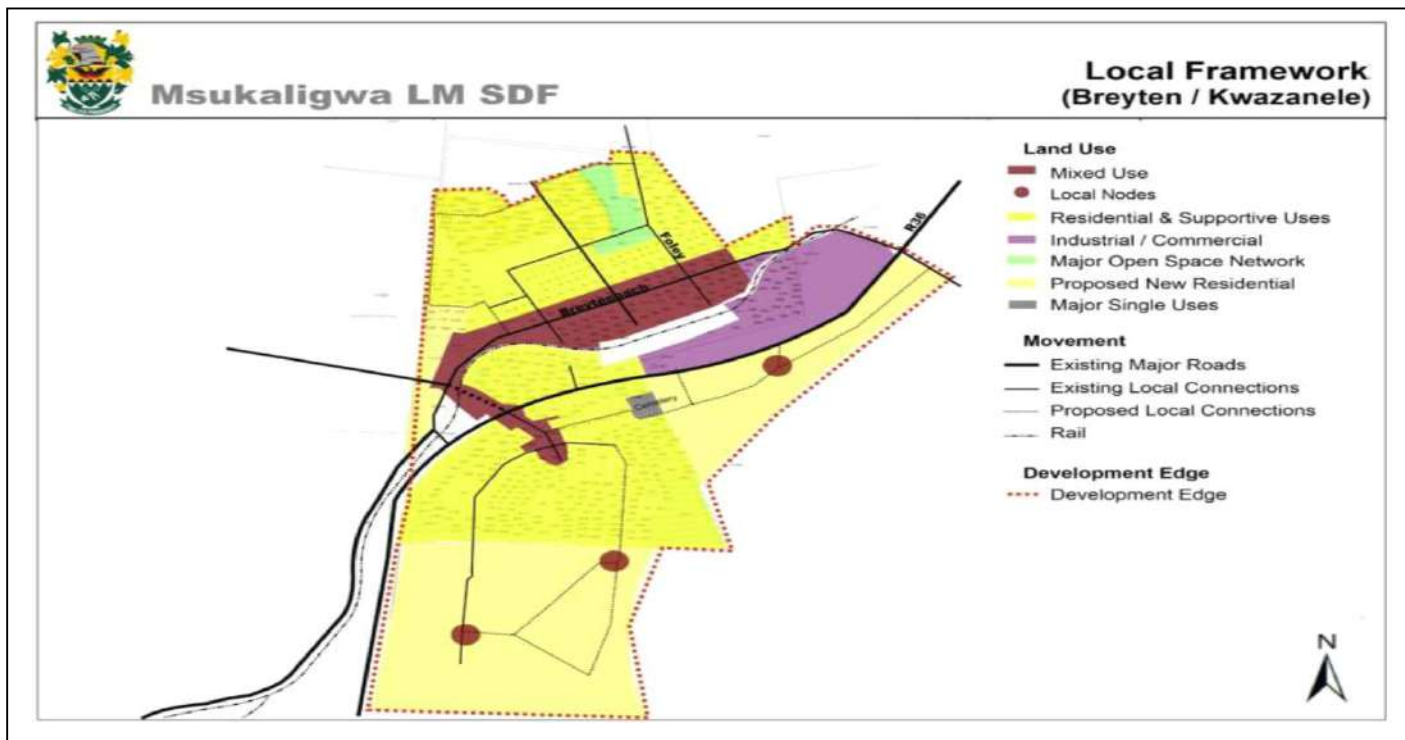 Msukaligwa LM SDF
Local Framework
(Breyten / Kwazanele)
Land Use
Mixed Use
Local Nodes
Residential & Supportive Uses
Industrial / Commercial
Major Open Space Network
Proposed New Residential
Major Single Uses
Movement
Existing Major Roads
Existing Local Connections
Proposed Local Connections
Rail
Development Edge
Development Edge
R36
Foley
Breytenbach
Cemetery
N